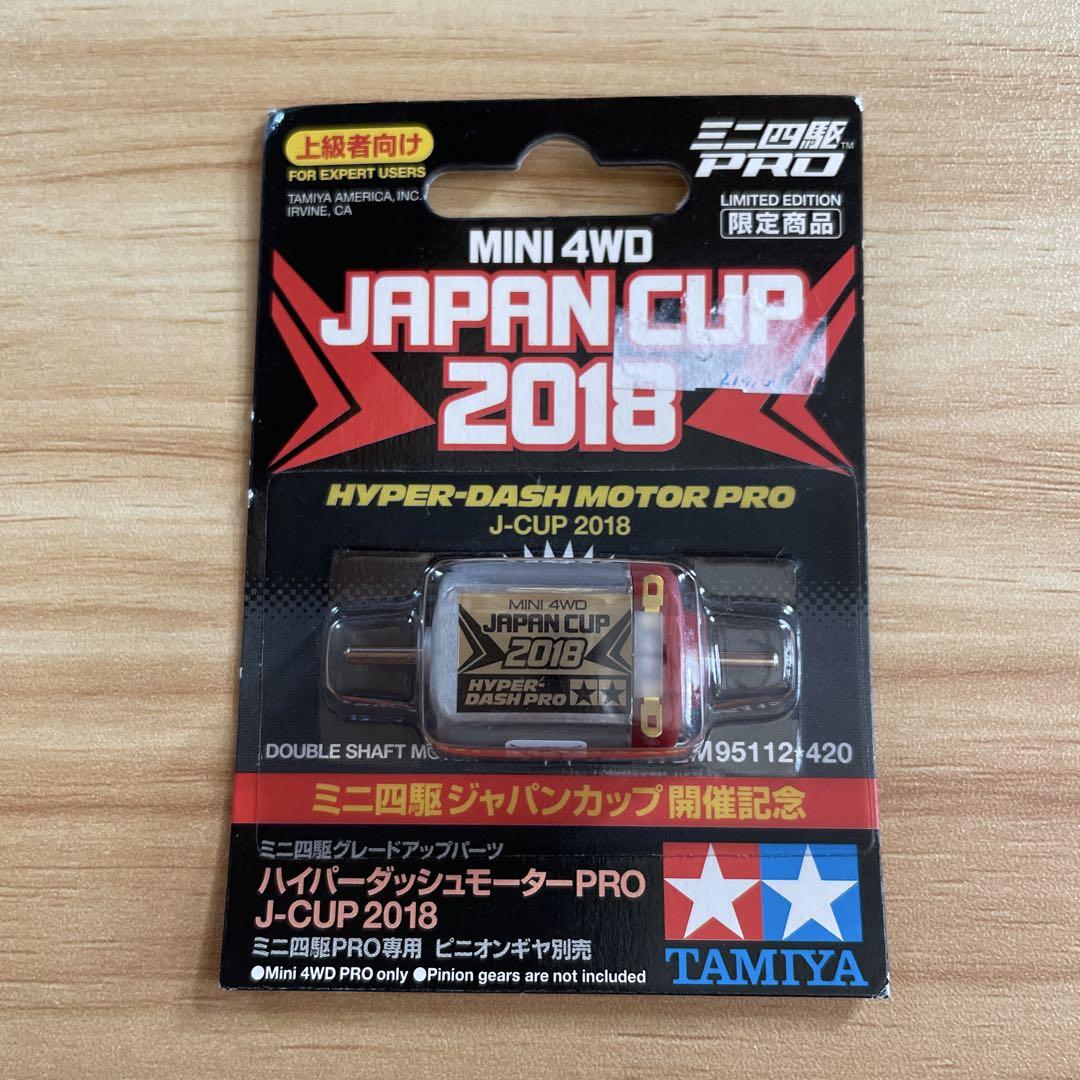 上級者向け
FOR EXPERT USERS
TAMIYA AMERICA, INC.
IRVINE, CA
ミニ四駆™
PRO
LIMITED EDITION
限定商品
MINI 4WD
JAPAN CUP
2018
HYPER-DASH MOTOR PRO
J-CUP 2018
MINI 4WD
JAPAN CUP
2018
HYPER-
DASH PRO
DOUBLE SHAFT
95112*420
ミニ四駆 ジャパンカップ 開催記念
ミニ四駆グレードアップパーツ
ハイパーダッシュモーターPRO
J-CUP 2018
ミニ四駆PRO専用 ピニオンギヤ別売
●Mini 4WD PRO only ●Pinion gears are not included
TAMIYA